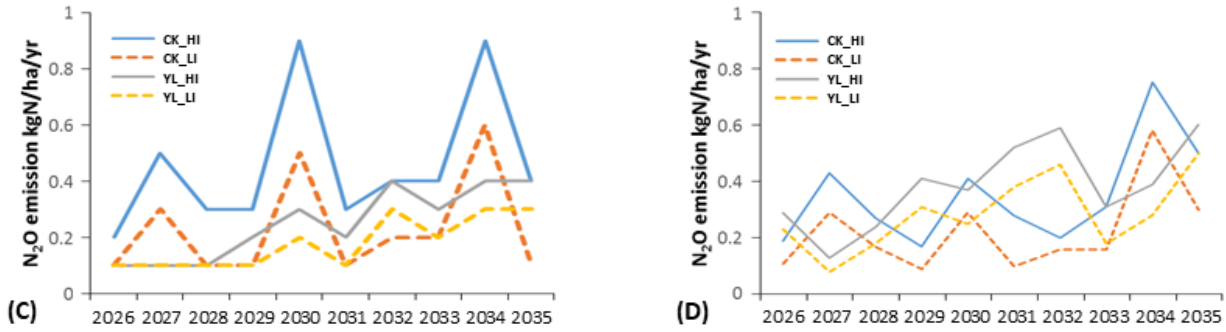 N₂O emission kgN/ha/yr
1
0.8
0.6
0.4
0.2
0
CK_HI
CK_LI
YL_HI
YL_LI
2026 2027 2028 2029 2030 2031 2032 2033 2034 2035
(C)
N₂O emission kgN/ha/yr
1
0.8
0.6
0.4
0.2
0
CK_HI
CK_LI
YL_HI
YL_LI
2026 2027 2028 2029 2030 2031 2032 2033 2034 2035
(D)